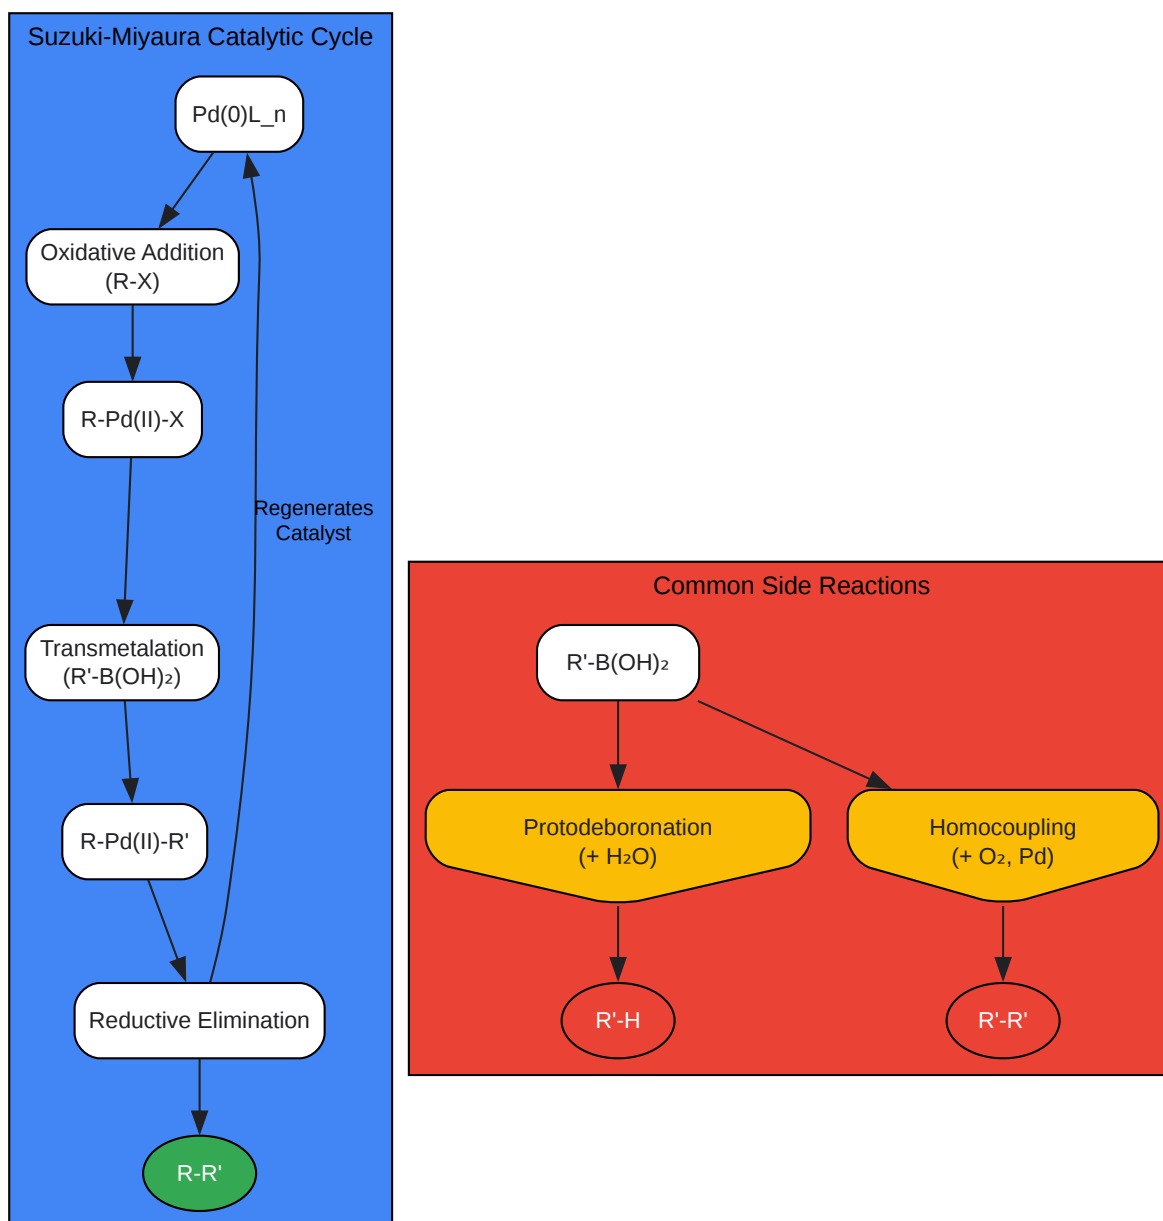 Suzuki-Miyaura Catalytic Cycle
Pd(0)L_n
Oxidative Addition
(R-X)
R-Pd(II)-X
Regenerates
Catalyst
Transmetalation
(R'-B(OH)₂)
R-Pd(II)-R'
Reductive Elimination
R-R'
Common Side Reactions
R'-B(OH)₂
Protodeboronation
(+ H₂O)
Homocoupling
(+ O₂, Pd)
R'-H
R'-R'